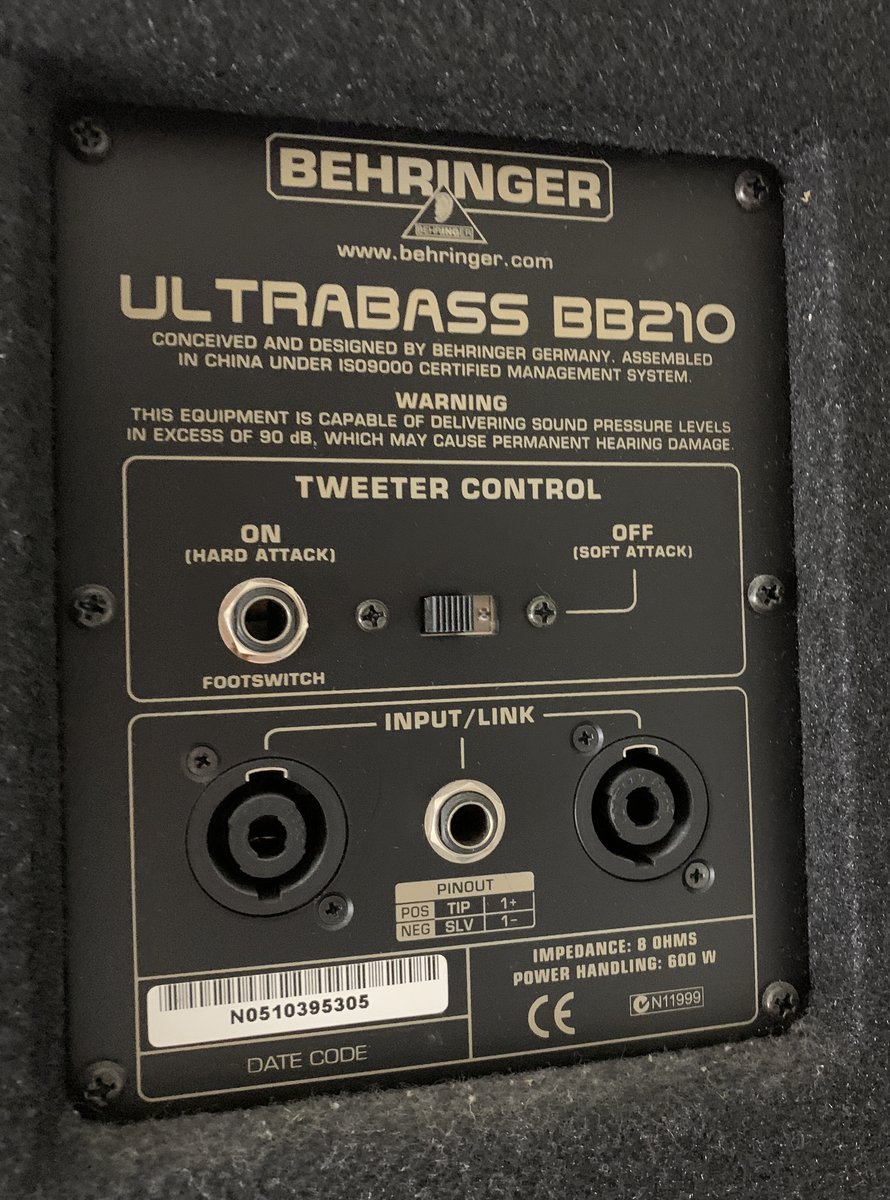 BEHRINGER
BEHRINGER
www.behringer.com
ULTRABASS BB210
CONCEIVED AND DESIGNED BY BEHRINGER GERMANY. ASSEMBLED
IN CHINA UNDER ISO9000 CERTIFIED MANAGEMENT SYSTEM.
WARNING
THIS EQUIPMENT IS CAPABLE OF DELIVERING SOUND PRESSURE LEVELS
IN EXCESS OF 90 dB, WHICH MAY CAUSE PERMANENT HEARING DAMAGE.
TWEETER CONTROL
ON
(HARD ATTACK)
OFF
(SOFT ATTACK)
FOOTSWITCH
INPUT/LINK
PINOUT
POS TIP 1+
NEG SLV 1-
IMPEDANCE: 8 OHMS
POWER HANDLING: 600 W
CE
N11999
N0510395305
DATE CODE